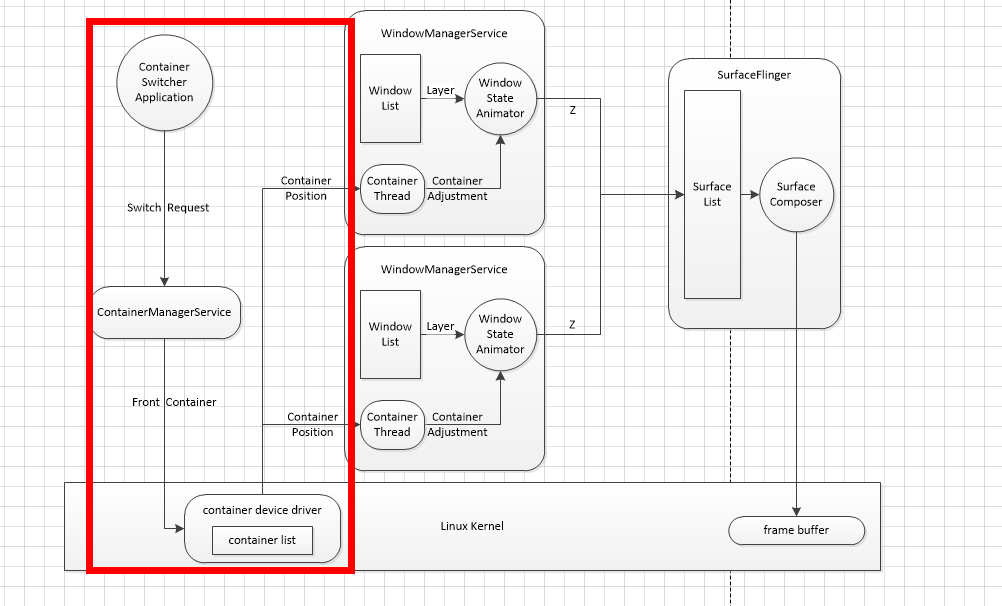 Container
Switcher
Application
Switch Request
ContainerManagerService
Front Container
container device driver
container list
Container
Position
Container
Position
WindowManagerService
Window
List
Layer
Window
State
Animator
Z
Container
Thread
Container
Adjustment
WindowManagerService
Window
List
Layer
Window
State
Animator
Z
Container
Thread
Container
Adjustment
SurfaceFlinger
Surface
List
Surface
Composer
Linux Kernel
frame buffer